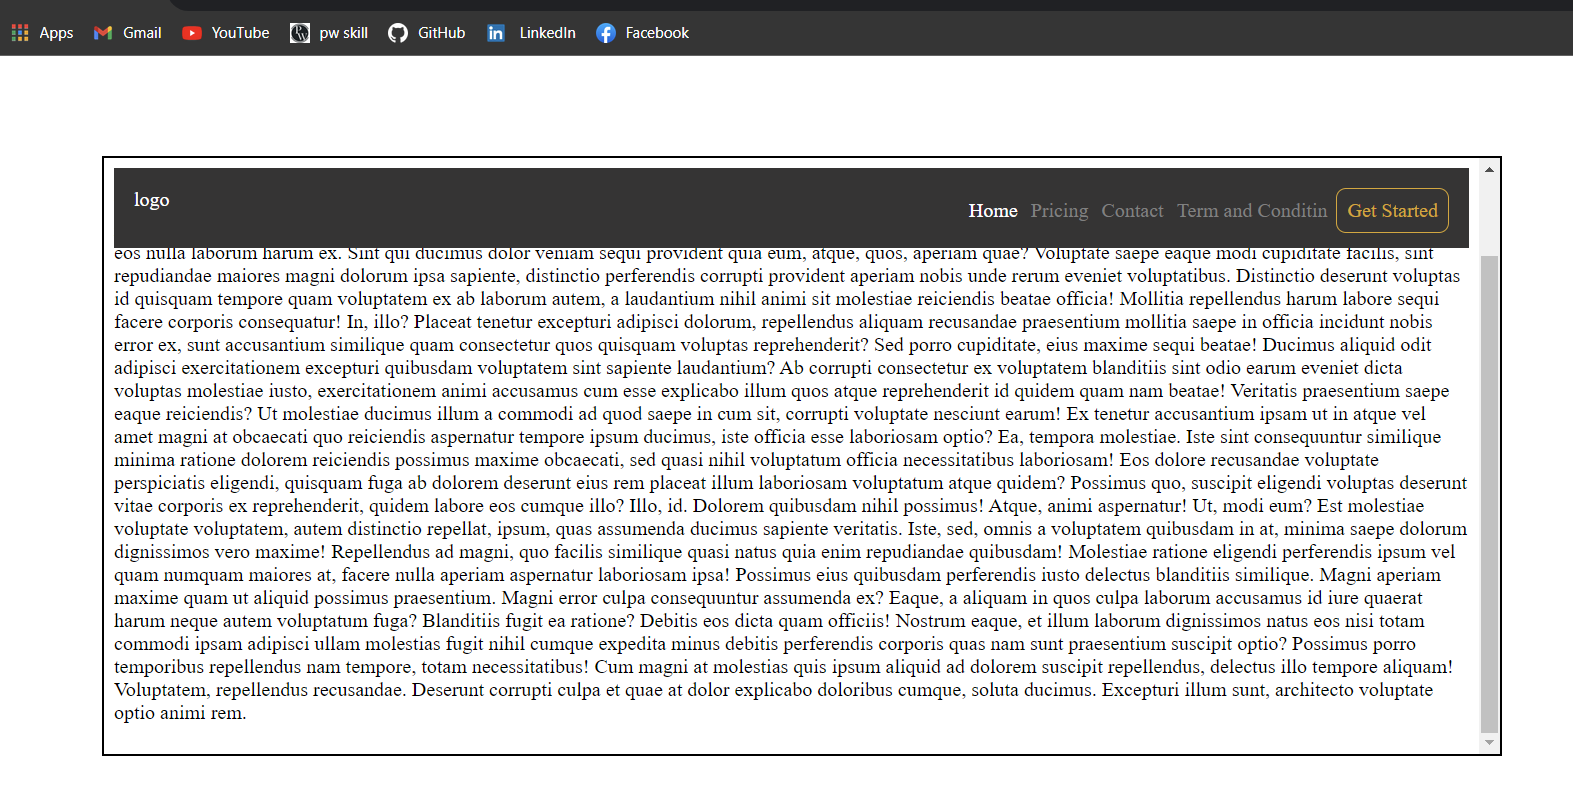 Apps Gmail YouTube pw skill GitHub LinkedIn Facebook
logo
Home Pricing Contact Term and Conditin Get Started
eos nulla laborum harum ex. Sint qui ducimus dolor veniam sequi provident quia eum, atque, quos, aperiam quae? Voluptate saepe eaque modi cupiditate facilis, sint
repudiandae maiores magni dolorum ipsa sapiente, distinctio perferendis corrupti provident aperiam nobis unde rerum eveniet voluptatibus. Distinctio deserunt voluptas
id quisquam tempore quam voluptatem ex ab laborum autem, a laudantium nihil animi sit molestiae reiciendis beatae officia! Mollitia repellendus harum labore sequi
facere corporis consequatur! In, illo? Placeat tenetur excepturi adipisci dolorum, repellendus aliquam recusandae praesentium mollitia saepe in officia incidunt nobis
error ex, sunt accusantium similique quam consectetur quos quisquam voluptas reprehenderit? Sed porro cupiditate, eius maxime sequi beatae! Ducimus aliquid odit
adipisci exercitationem excepturi quibusdam voluptatem sint sapiente laudantium? Ab corrupti consectetur ex voluptatem blanditiis sint odio earum eveniet dicta
voluptas molestiae iusto, exercitationem animi accusamus cum esse explicabo illum quos atque reprehenderit id quidem quam nam beatae! Veritatis praesentium saepe
eaque reiciendis? Ut molestiae ducimus illum a commodi ad quod saepe in cum sit, corrupti voluptate nesciunt earum! Ex tenetur accusantium ipsam ut in atque vel
amet magni at obcaecati quo reiciendis aspernatur tempore ipsum ducimus, iste officia esse laboriosam optio? Ea, tempora molestiae. Iste sint consequuntur similique
minima ratione dolorem reiciendis possimus maxime obcaecati, sed quasi nihil voluptatum officia necessitatibus laboriosam! Eos dolore recusandae voluptate
perspiciatis eligendi, quisquam fuga ab dolorem deserunt eius rem placeat illum laboriosam voluptatum atque quidem? Possimus quo, suscipit eligendi voluptas deserunt
vitae corporis ex reprehenderit, quidem labore eos cumque illo? Illo, id. Dolorem quibusdam nihil possimus! Atque, animi aspernatur! Ut, modi eum? Est molestiae
voluptate voluptatem, autem distinctio repellat, ipsum, quas assumenda ducimus sapiente veritatis. Iste, sed, omnis a voluptatem quibusdam in at, minima saepe dolorum
dignissimos vero maxime! Repellendus ad magni, quo facilis similique quasi natus quia enim repudiandae quibusdam! Molestiae ratione eligendi perferendis ipsum vel
quam numquam maiores at, facere nulla aperiam aspernatur laboriosam ipsa! Possimus eius quibusdam perferendis iusto delectus blanditiis similique. Magni aperiam
maxime quam ut aliquid possimus praesentium. Magni error culpa consequuntur assumenda ex? Eaque, a aliquam in quos culpa laborum accusamus id iure quaerat
harum neque autem voluptatum fuga? Blanditiis fugit ea ratione? Debitis eos dicta quam officiis! Nostrum eaque, et illum laborum dignissimos natus eos nisi totam
commodi ipsam adipisci ullam molestias fugit nihil cumque expedita minus debitis perferendis corporis quas nam sunt praesentium suscipit optio? Possimus porro
temporibus repellendus nam tempore, totam necessitatibus! Cum magni at molestias quis ipsum aliquid ad dolorem suscipit repellendus, delectus illo tempore aliquam!
Voluptatem, repellendus recusandae. Deserunt corrupti culpa et quae at dolor explicabo doloribus cumque, soluta ducimus. Excepturi illum sunt, architecto voluptate
optio animi rem.